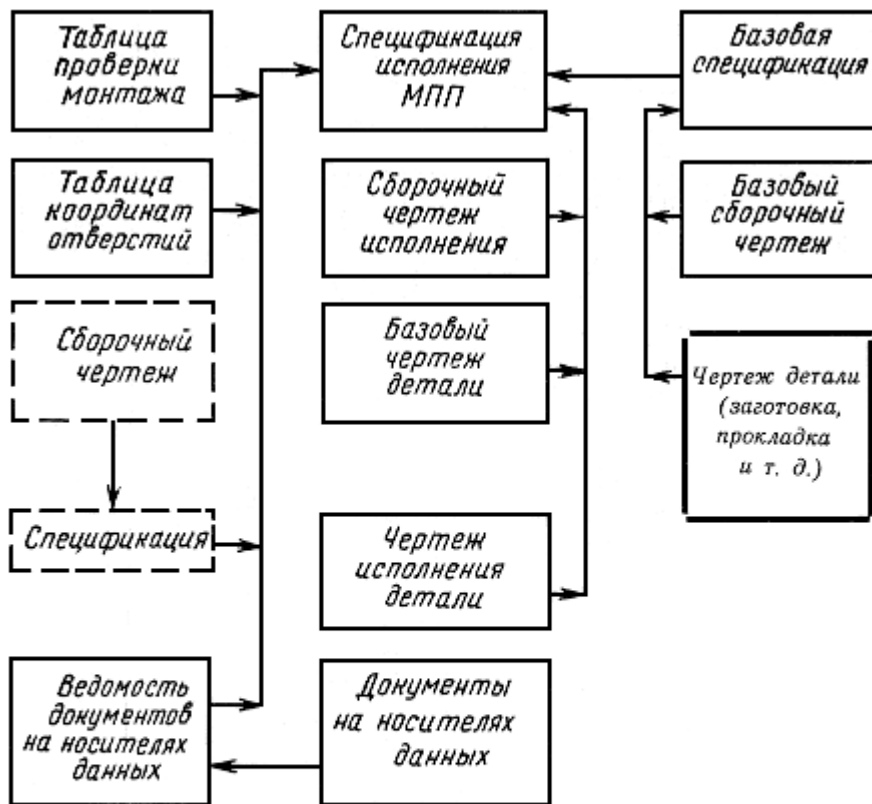 Таблица
проверки
монтажа
Спецификация
исполнения
МПП
Базовая
спецификация
Таблица
координат
отверстий
Сборочный
чертеж
исполнения
Базовый
сборочный
чертеж
Сборочный
чертеж
Базовый
чертеж
детали
Чертеж детали
(заготовка,
прокладка
и т. д.)
Спецификация
Чертеж
исполнения
детали
Ведомость
документов
на носителях
данных
Документы
на носителях
данных